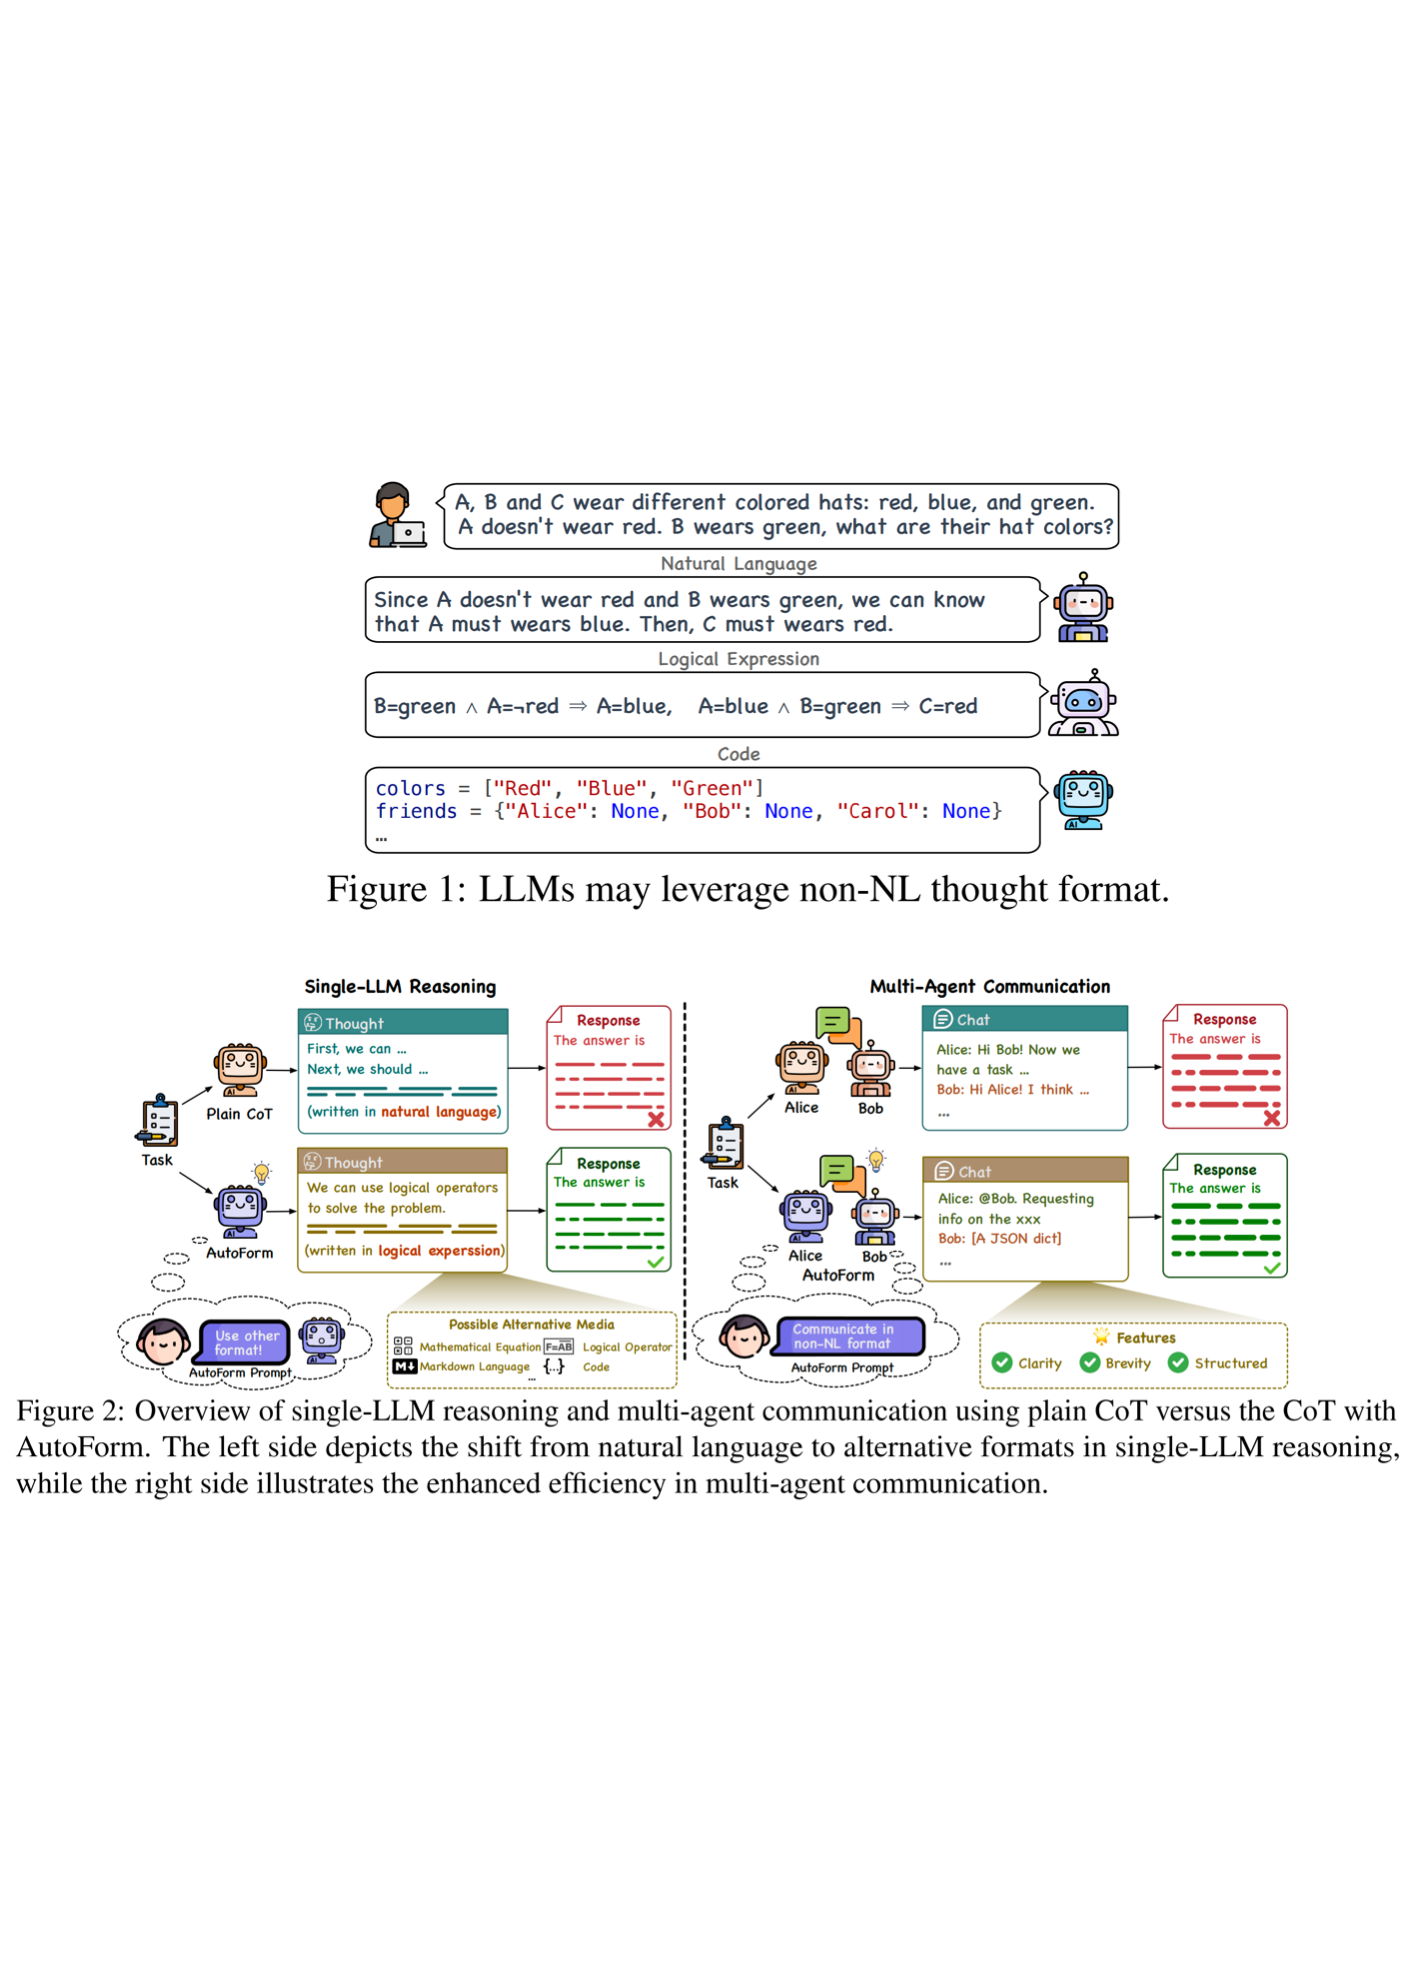 A, B and C wear different colored hats: red, blue, and green.
A doesn't wear red. B wears green, what are their hat colors?
Natural Language
Since A doesn't wear red and B wears green, we can know
that A must wears blue. Then, C must wears red.
Logical Expression
B=green ∧ A=¬red ⇒ A=blue, A=blue ∧ B=green ⇒ C=red
Code
colors = ["Red", "Blue", "Green"]
friends = {"Alice": None, "Bob": None, "Carol": None}
…
Figure 1: LLMs may leverage non-NL thought format.
Single-LLM Reasoning
Task
Plain CoT
Thought
First, we can ...
Next, we should ...
(written in natural language)
Response
The answer is
AutoForm
Thought
We can use logical operators
to solve the problem.
(written in logical experssion)
Response
The answer is
Use other
format!
AutoForm Prompt
Possible Alternative Media
Mathematical Equation F=AB Logical Operator
M Markdown Language {...} Code
...
Multi-Agent Communication
Task
Alice Bob
Chat
Alice: Hi Bob! Now we
have a task ...
Bob: Hi Alice! I think ...
...
Response
The answer is
Alice Bob
AutoForm
Chat
Alice: @Bob. Requesting
info on the xxx
Bob: [A JSON dict]
...
Response
The answer is
Communicate in
non-NL format
AutoForm Prompt
Features
Clarity Brevity Structured
Figure 2: Overview of single-LLM reasoning and multi-agent communication using plain CoT versus the CoT with
AutoForm. The left side depicts the shift from natural language to alternative formats in single-LLM reasoning,
while the right side illustrates the enhanced efficiency in multi-agent communication.